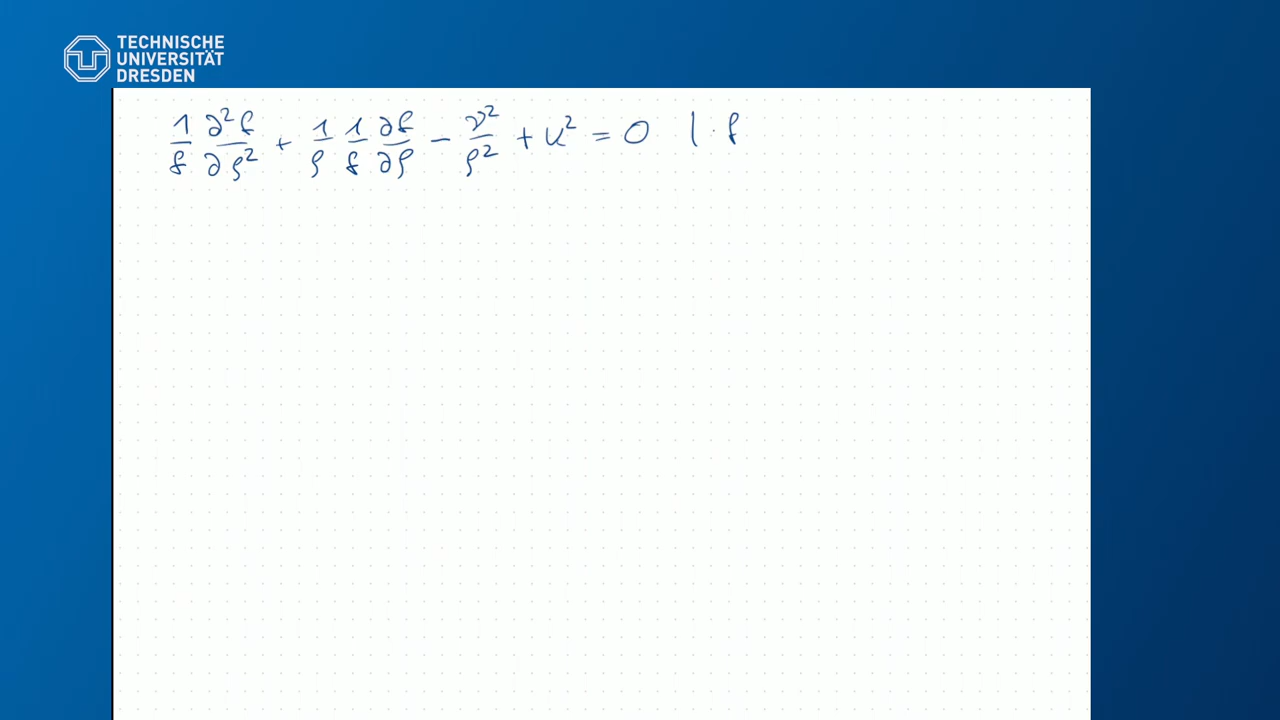 TECHNISCHE
UNIVERSITÄT
DRESDEN
1/f ∂²f/∂ρ² + 1/ρ 1/f ∂f/∂ρ − ν²/ρ² + k² = 0 | · f